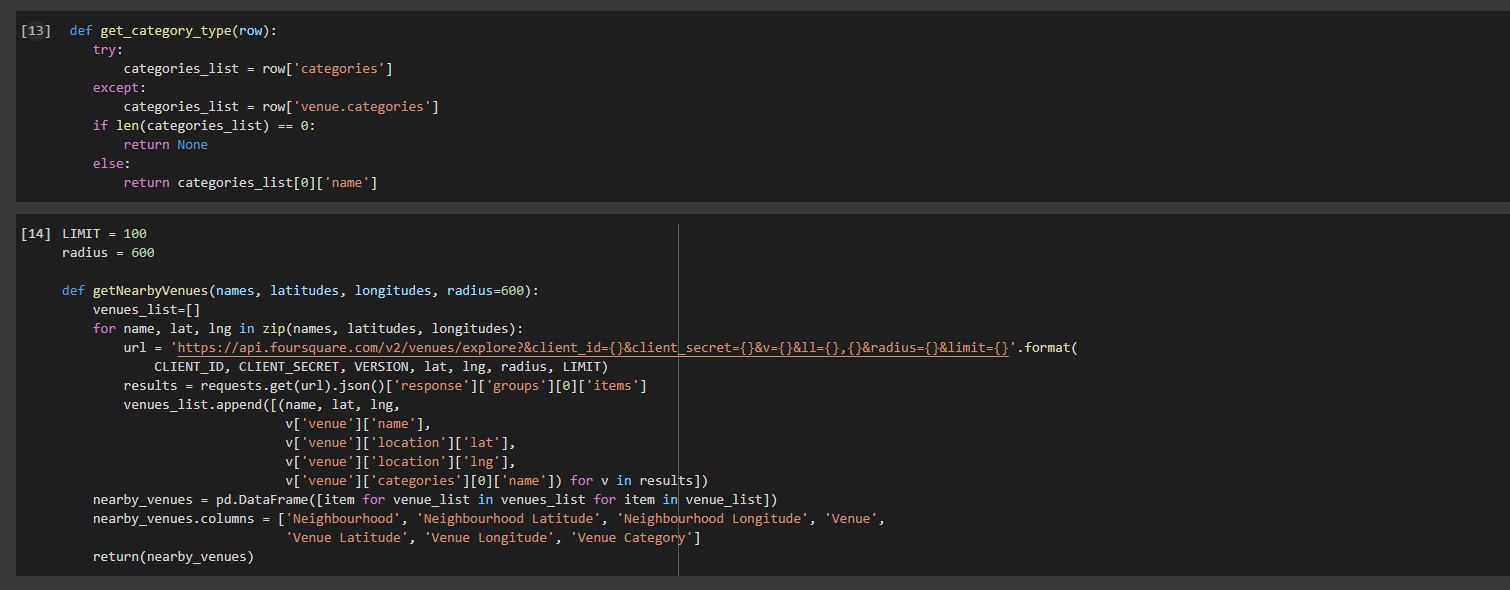 [13] def get_category_type(row):
try:
categories_list = row['categories']
except:
categories_list = row['venue.categories']
if len(categories_list) == 0:
return None
else:
return categories_list[0]['name']
[14] LIMIT = 100
radius = 600
def getNearbyVenues(names, latitudes, longitudes, radius=600):
venues_list=[]
for name, lat, lng in zip(names, latitudes, longitudes):
url = 'https://api.foursquare.com/v2/venues/explore?&client_id={}&client_secret={}&v={}&ll={},{}&radius={}&limit={}'.format(
CLIENT_ID, CLIENT_SECRET, VERSION, lat, lng, radius, LIMIT)
results = requests.get(url).json()['response']['groups'][0]['items']
venues_list.append([(name, lat, lng,
v['venue']['name'],
v['venue']['location']['lat'],
v['venue']['location']['lng'],
v['venue']['categories'][0]['name']) for v in results])
nearby_venues = pd.DataFrame([item for venue_list in venues_list for item in venue_list])
nearby_venues.columns = ['Neighbourhood', 'Neighbourhood Latitude', 'Neighbourhood Longitude', 'Venue',
'Venue Latitude', 'Venue Longitude', 'Venue Category']
return(nearby_venues)